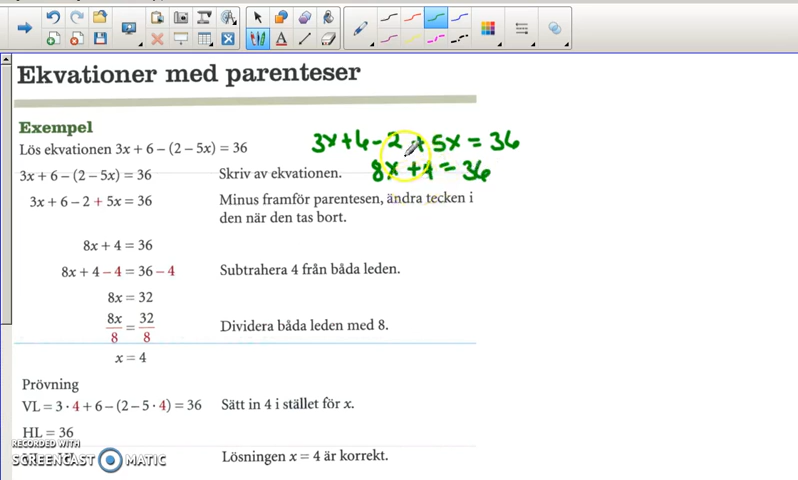 Ekvationer med parenteser
Exempel
Lös ekvationen 3x + 6 − (2 − 5x) = 36
3x + 6 − (2 − 5x) = 36 Skriv av ekvationen.
3x + 6 − 2 + 5x = 36 Minus framför parentesen, ändra tecken i
den när den tas bort.
8x + 4 = 36
8x + 4 − 4 = 36 − 4 Subtrahera 4 från båda leden.
8x = 32
8x/8 = 32/8 Dividera båda leden med 8.
x = 4
Prövning
VL = 3 · 4 + 6 − (2 − 5 · 4) = 36 Sätt in 4 i stället för x.
HL = 36
Lösningen x = 4 är korrekt.
3x + 6 − 2 + 5x = 36
8x + 4 = 36
RECORDED WITH
SCREENCAST MATIC